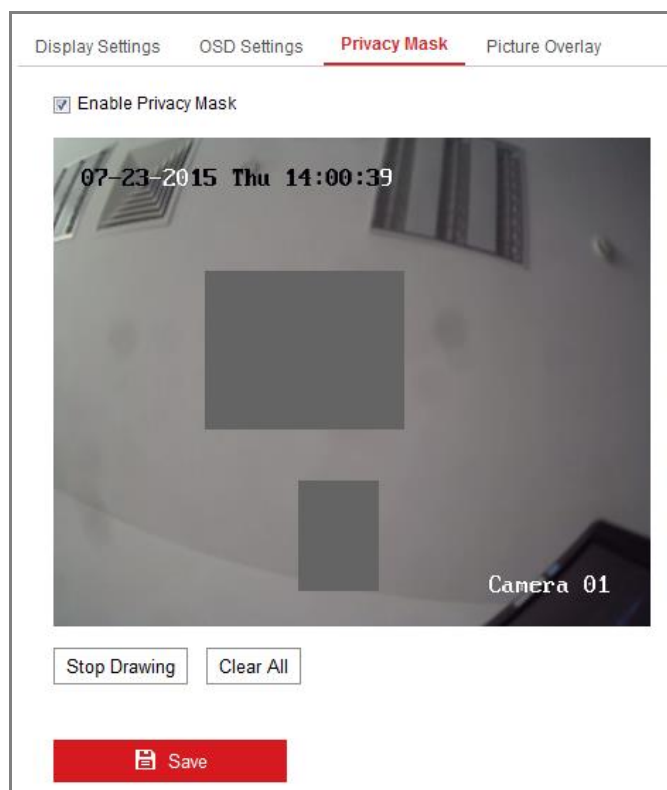 Display Settings OSD Settings Privacy Mask Picture Overlay
Enable Privacy Mask
07-23-2015 Thu 14:00:39
Camera 01
Stop Drawing Clear All
Save